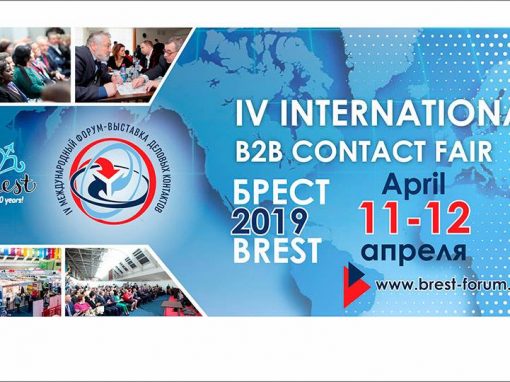 IV INTERNATIONA
B2B CONTACT FAIR
БРЕСТ
2019
BREST
April
11-12
апреля
www.brest-forum.
IV МЕЖДУНАРОДНЫЙ ФОРУМ-ВЫСТАВКА ДЕЛОВЫХ КОНТАКТОВ
est
0 years!